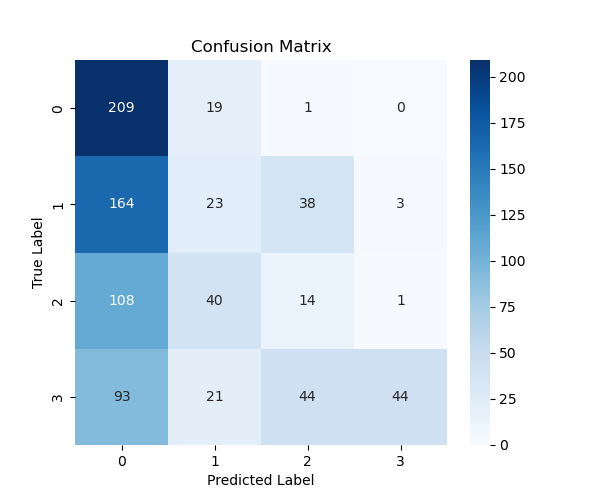 Confusion Matrix
True Label
0 209 19 1 0
1 164 23 38 3
2 108 40 14 1
3 93 21 44 44
0 1 2 3
Predicted Label
200
175
150
125
100
75
50
25
0